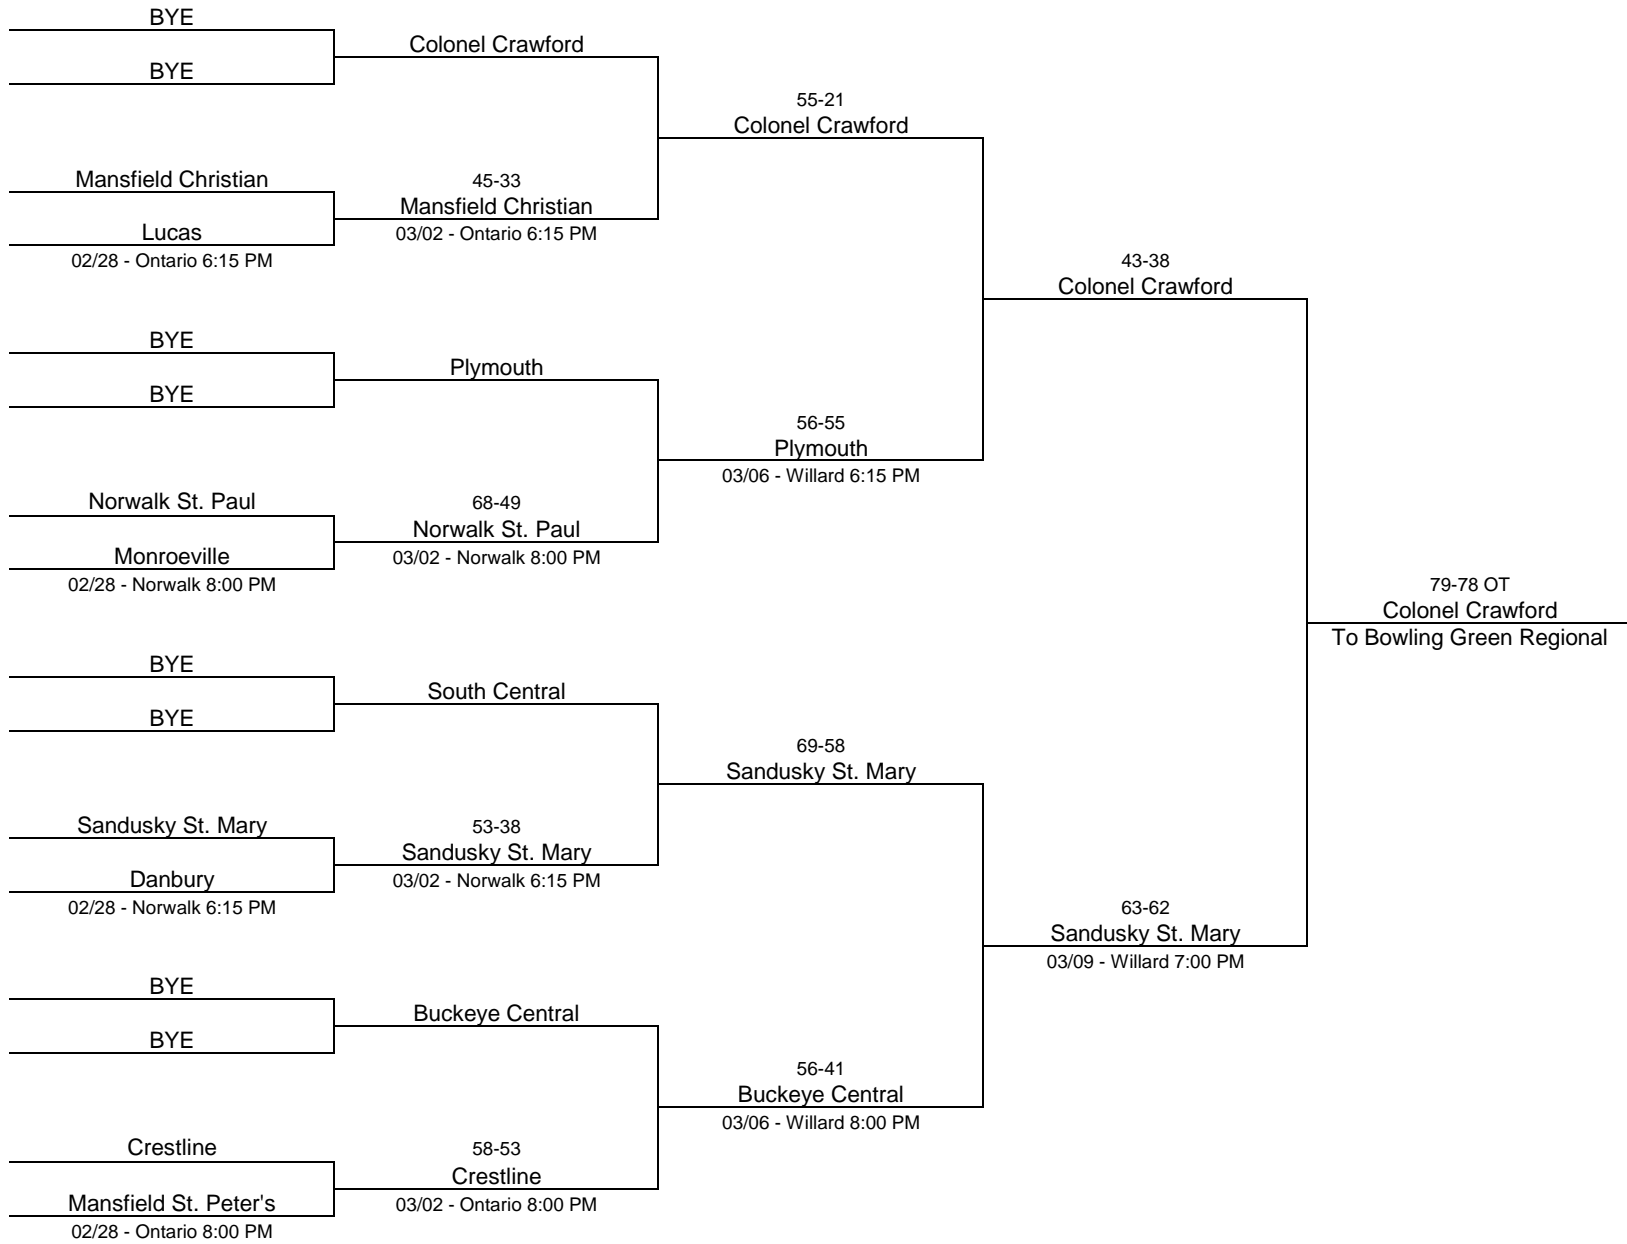 BYE
BYE
Colonel Crawford
Mansfield Christian
Lucas
02/28 - Ontario 6:15 PM
45-33
Mansfield Christian
03/02 - Ontario 6:15 PM
55-21
Colonel Crawford
BYE
BYE
Plymouth
Norwalk St. Paul
Monroeville
02/28 - Norwalk 8:00 PM
68-49
Norwalk St. Paul
03/02 - Norwalk 8:00 PM
56-55
Plymouth
03/06 - Willard 6:15 PM
43-38
Colonel Crawford
BYE
BYE
South Central
Sandusky St. Mary
Danbury
02/28 - Norwalk 6:15 PM
53-38
Sandusky St. Mary
03/02 - Norwalk 6:15 PM
69-58
Sandusky St. Mary
BYE
BYE
Buckeye Central
Crestline
Mansfield St. Peter's
02/28 - Ontario 8:00 PM
58-53
Crestline
03/02 - Ontario 8:00 PM
56-41
Buckeye Central
03/06 - Willard 8:00 PM
63-62
Sandusky St. Mary
03/09 - Willard 7:00 PM
79-78 OT
Colonel Crawford
To Bowling Green Regional